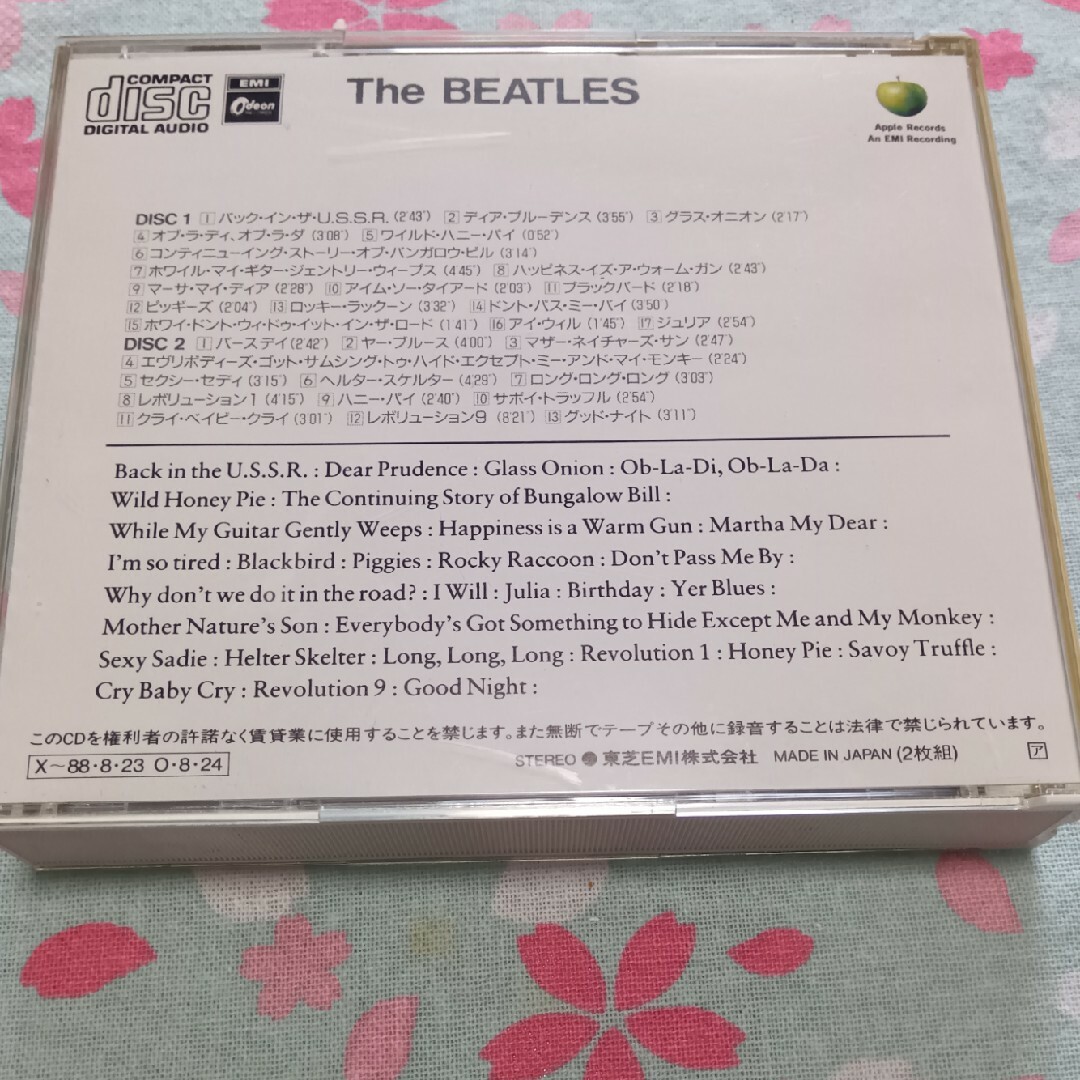 COMPACT
disc
DIGITAL AUDIO
EMI
Odeon
The BEATLES
Apple Records
An EMI Recording
DISC 1 1 バック・イン・ザ・U.S.S.R. (2'43") 2 ディア・プルーデンス (3'55") 3 グラス・オニオン (2'17")
4 オブ・ラ・ディ、オブ・ラ・ダ (3'08") 5 ワイルド・ハニー・パイ (0'52")
6 コンティニューイング・ストーリー・オブ・バンガロウ・ビル (3'14")
7 ホワイル・マイ・ギター・ジェントリー・ウィープス (4'45") 8 ハッピネス・イズ・ア・ウォーム・ガン (2'43")
9 マーサ・マイ・ディア (2'28") 10 アイム・ソー・タイアード (2'03") 11 ブラックバード (2'18")
12 ピッギーズ (2'04") 13 ロッキー・ラックーン (3'32") 14 ドント・パス・ミー・バイ (3'50")
15 ホワイ・ドント・ウィ・ドゥ・イット・イン・ザ・ロード (1'41") 16 アイ・ウィル (1'45") 17 ジュリア (2'54")
DISC 2 1 バースデイ (2'42") 2 ヤー・ブルース (4'00") 3 マザー・ネイチャーズ・サン (2'47")
4 エヴリボディーズ・ゴット・サムシング・トゥ・ハイド・エクセプト・ミー・アンド・マイ・モンキー (2'24")
5 セクシー・セディ (3'15") 6 ヘルター・スケルター (4'29") 7 ロング・ロング・ロング (3'03")
8 レボリューション1 (4'15") 9 ハニー・パイ (2'40") 10 サボイ・トラッフル (2'54")
11 クライ・ベイビー・クライ (3'01") 12 レボリューション9 (8'21") 13 グッド・ナイト (3'11")
Back in the U.S.S.R. : Dear Prudence : Glass Onion : Ob-La-Di, Ob-La-Da :
Wild Honey Pie : The Continuing Story of Bungalow Bill :
While My Guitar Gently Weeps : Happiness is a Warm Gun : Martha My Dear :
I'm so tired : Blackbird : Piggies : Rocky Raccoon : Don't Pass Me By :
Why don't we do it in the road? : I Will : Julia : Birthday : Yer Blues :
Mother Nature's Son : Everybody's Got Something to Hide Except Me and My Monkey :
Sexy Sadie : Helter Skelter : Long, Long, Long : Revolution 1 : Honey Pie : Savoy Truffle :
Cry Baby Cry : Revolution 9 : Good Night :
このCDを権利者の許諾なく賃貸業に使用することを禁じます。また無断でテープその他に録音することは法律で禁じられています。
X〜88・8・23 O・8・24
STEREO 東芝EMI株式会社 MADE IN JAPAN (2枚組)
ア